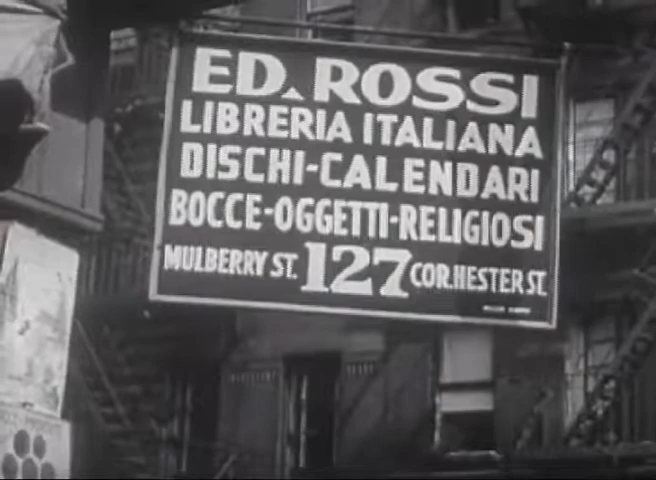 ED. ROSSI
LIBRERIA ITALIANA
DISCHI-CALENDARI
BOCCE-OGGETTI-RELIGIOSI
MULBERRY ST. 127 COR. HESTER ST.